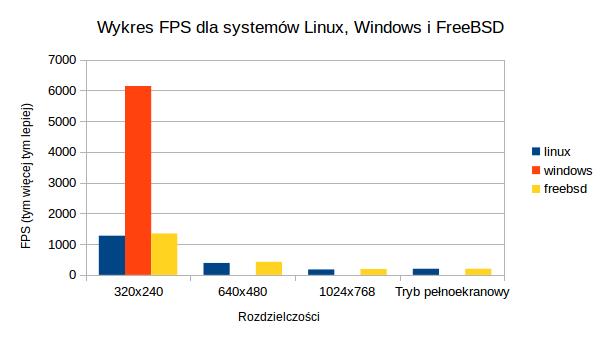 Wykres FPS dla systemów Linux, Windows i FreeBSD
FPS (tym więcej tym lepiej)
7000
6000
5000
4000
3000
2000
1000
0
320x240
640x480
1024x768
Tryb pełnoekranowy
Rozdzielczości
linux
windows
freebsd